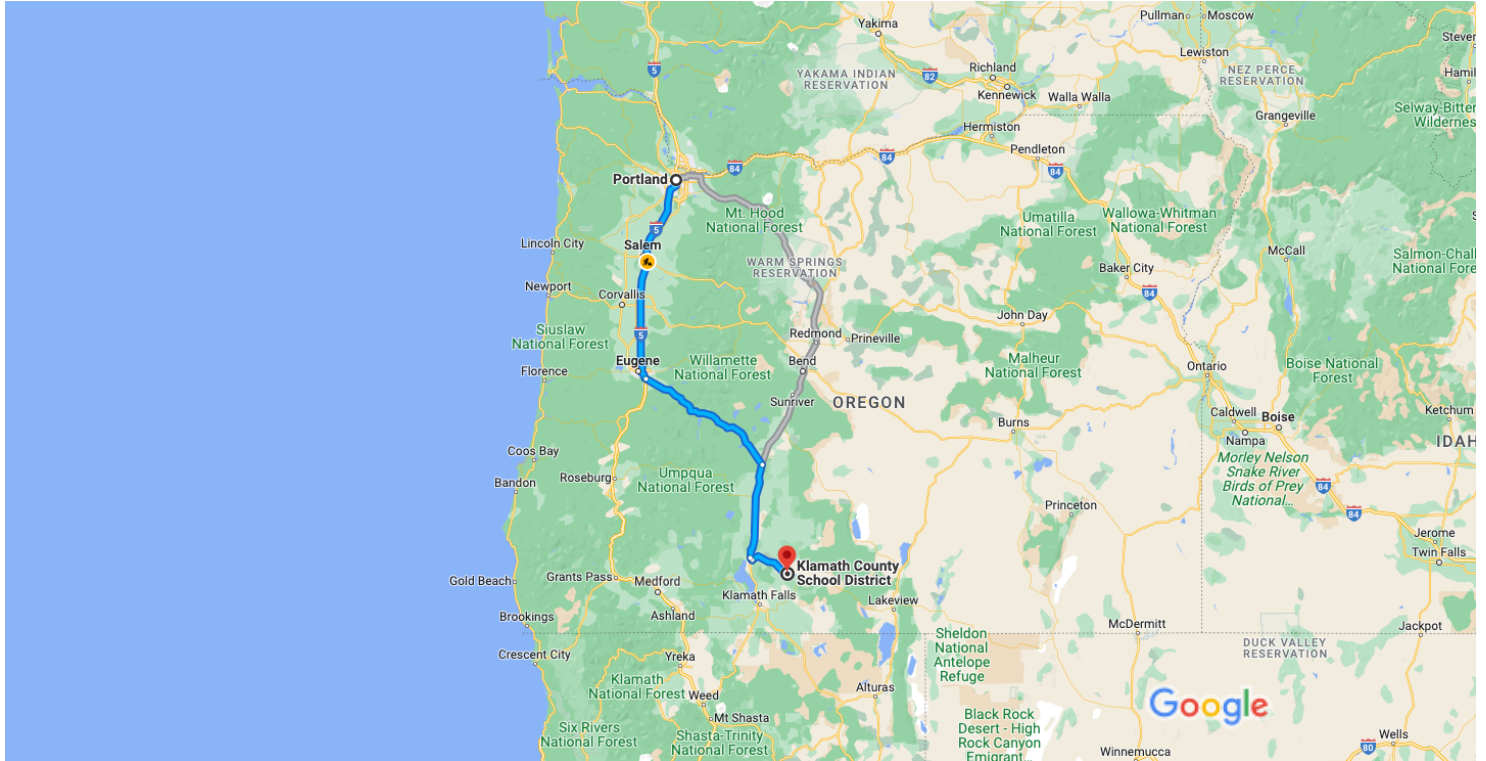 Pullman
Moscow
Yakima
Stever
Lewiston
5
Richland
NEZ PERCE
RESERVATION
YAKAMA INDIAN
RESERVATION
82
Hamil
Kennewick
Walla Walla
Selway-Bitter
Wilderness
Grangeville
Hermiston
Pendleton
84
84
84
Portland
Mt. Hood
National Forest
Umatilla
National Forest
Wallowa-Whitman
National Forest
5
Salem
Lincoln City
McCall
Salmon-Chall
National Fore
WARM SPRINGS
RESERVATION
Baker City
Newport
Corvallis
84
John Day
Siuslaw
National Forest
5
Redmond
Prineville
Eugene
Willamette
National Forest
Bend
Malheur
National Forest
Boise National
Forest
Ontario
Florence
Sunriver
OREGON
Caldwell
Boise
Ketchum
Burns
Nampa
IDAH
Coos Bay
Morley Nelson
Snake River
Birds of Prey
National...
Umpqua
National Forest
Roseburg
Bandon
84
Princeton
84
Jerome
Twin Falls
Klamath County
School District
Gold Beach
Grants Pass
Medford
Klamath Falls
Lakeview
Brookings
Ashland
McDermitt
Jackpot
Sheldon
National
Antelope
Refuge
DUCK VALLEY
RESERVATION
Crescent City
Yreka
Klamath
National Forest
Weed
Alturas
Google
Mt Shasta
Black Rock
Desert - High
Rock Canyon
Emigrant...
Six Rivers
National Forest
Shasta-Trinity
National Forest
Wells
80
Winnemucca